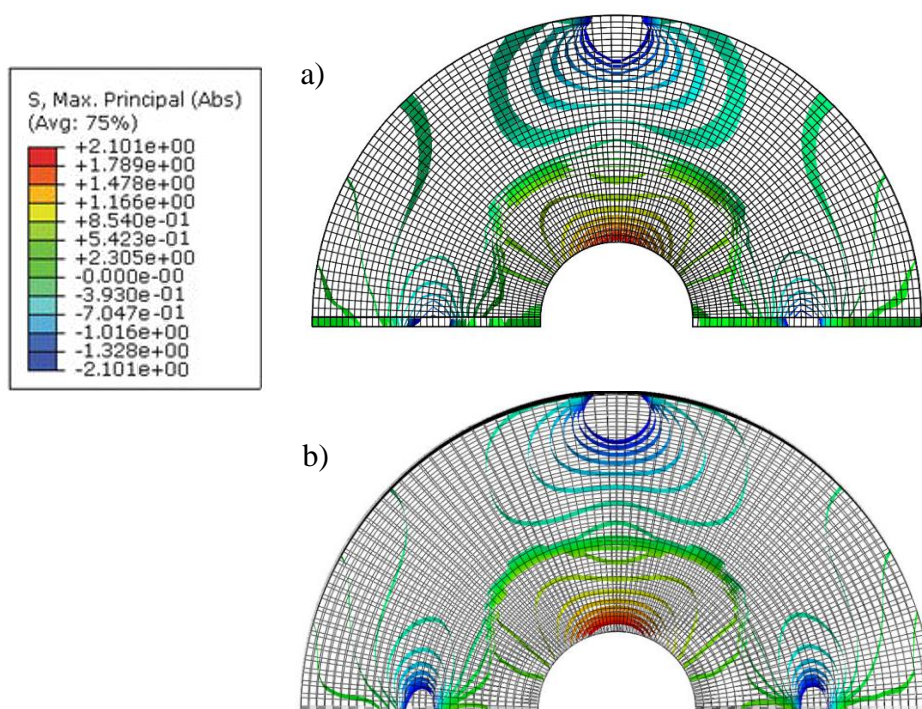 a)
S, Max. Principal (Abs)
(Avg: 75%)
+2.101e+00
+1.789e+00
+1.478e+00
+1.166e+00
+8.540e-01
+5.423e-01
+2.305e-01
-0.000e-00
-3.930e-01
-7.047e-01
-1.016e+00
-1.328e+00
-2.101e+00
b)